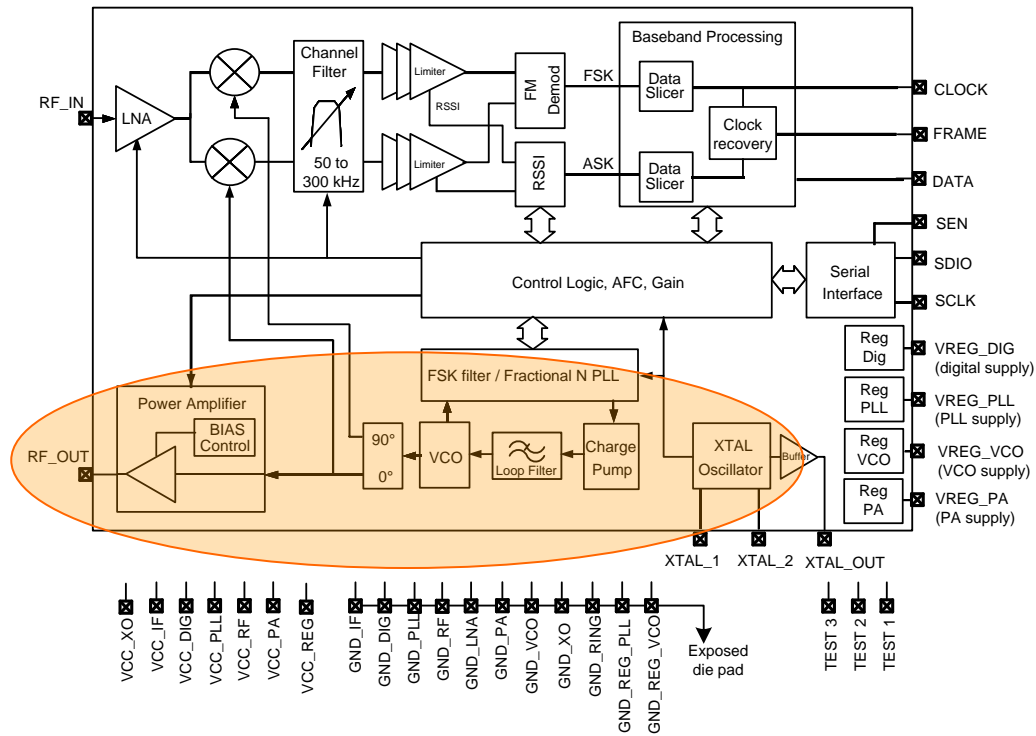 RF_IN
LNA
Channel
Filter
50 to
300 kHz
Limiter
RSSI
Limiter
FM
Demod
RSSI
FSK
ASK
Baseband Processing
Data
Slicer
Clock
recovery
Data
Slicer
CLOCK
FRAME
DATA
SEN
SDIO
SCLK
Control Logic, AFC, Gain
Serial
Interface
Reg
Dig
VREG_DIG
(digital supply)
Reg
PLL
VREG_PLL
(PLL supply)
Reg
VCO
VREG_VCO
(VCO supply)
Reg
PA
VREG_PA
(PA supply)
FSK filter / Fractional N PLL
Power Amplifier
BIAS
Control
RF_OUT
90°
0°
VCO
Loop Filter
Charge
Pump
XTAL
Oscillator
Buffer
XTAL_1
XTAL_2
XTAL_OUT
VCC_XO
VCC_IF
VCC_DIG
VCC_PLL
VCC_RF
VCC_PA
VCC_REG
GND_IF
GND_DIG
GND_PLL
GND_RF
GND_LNA
GND_PA
GND_VCO
GND_XO
GND_RING
GND_REG_PLL
GND_REG_VCO
Exposed
die pad
TEST 3
TEST 2
TEST 1